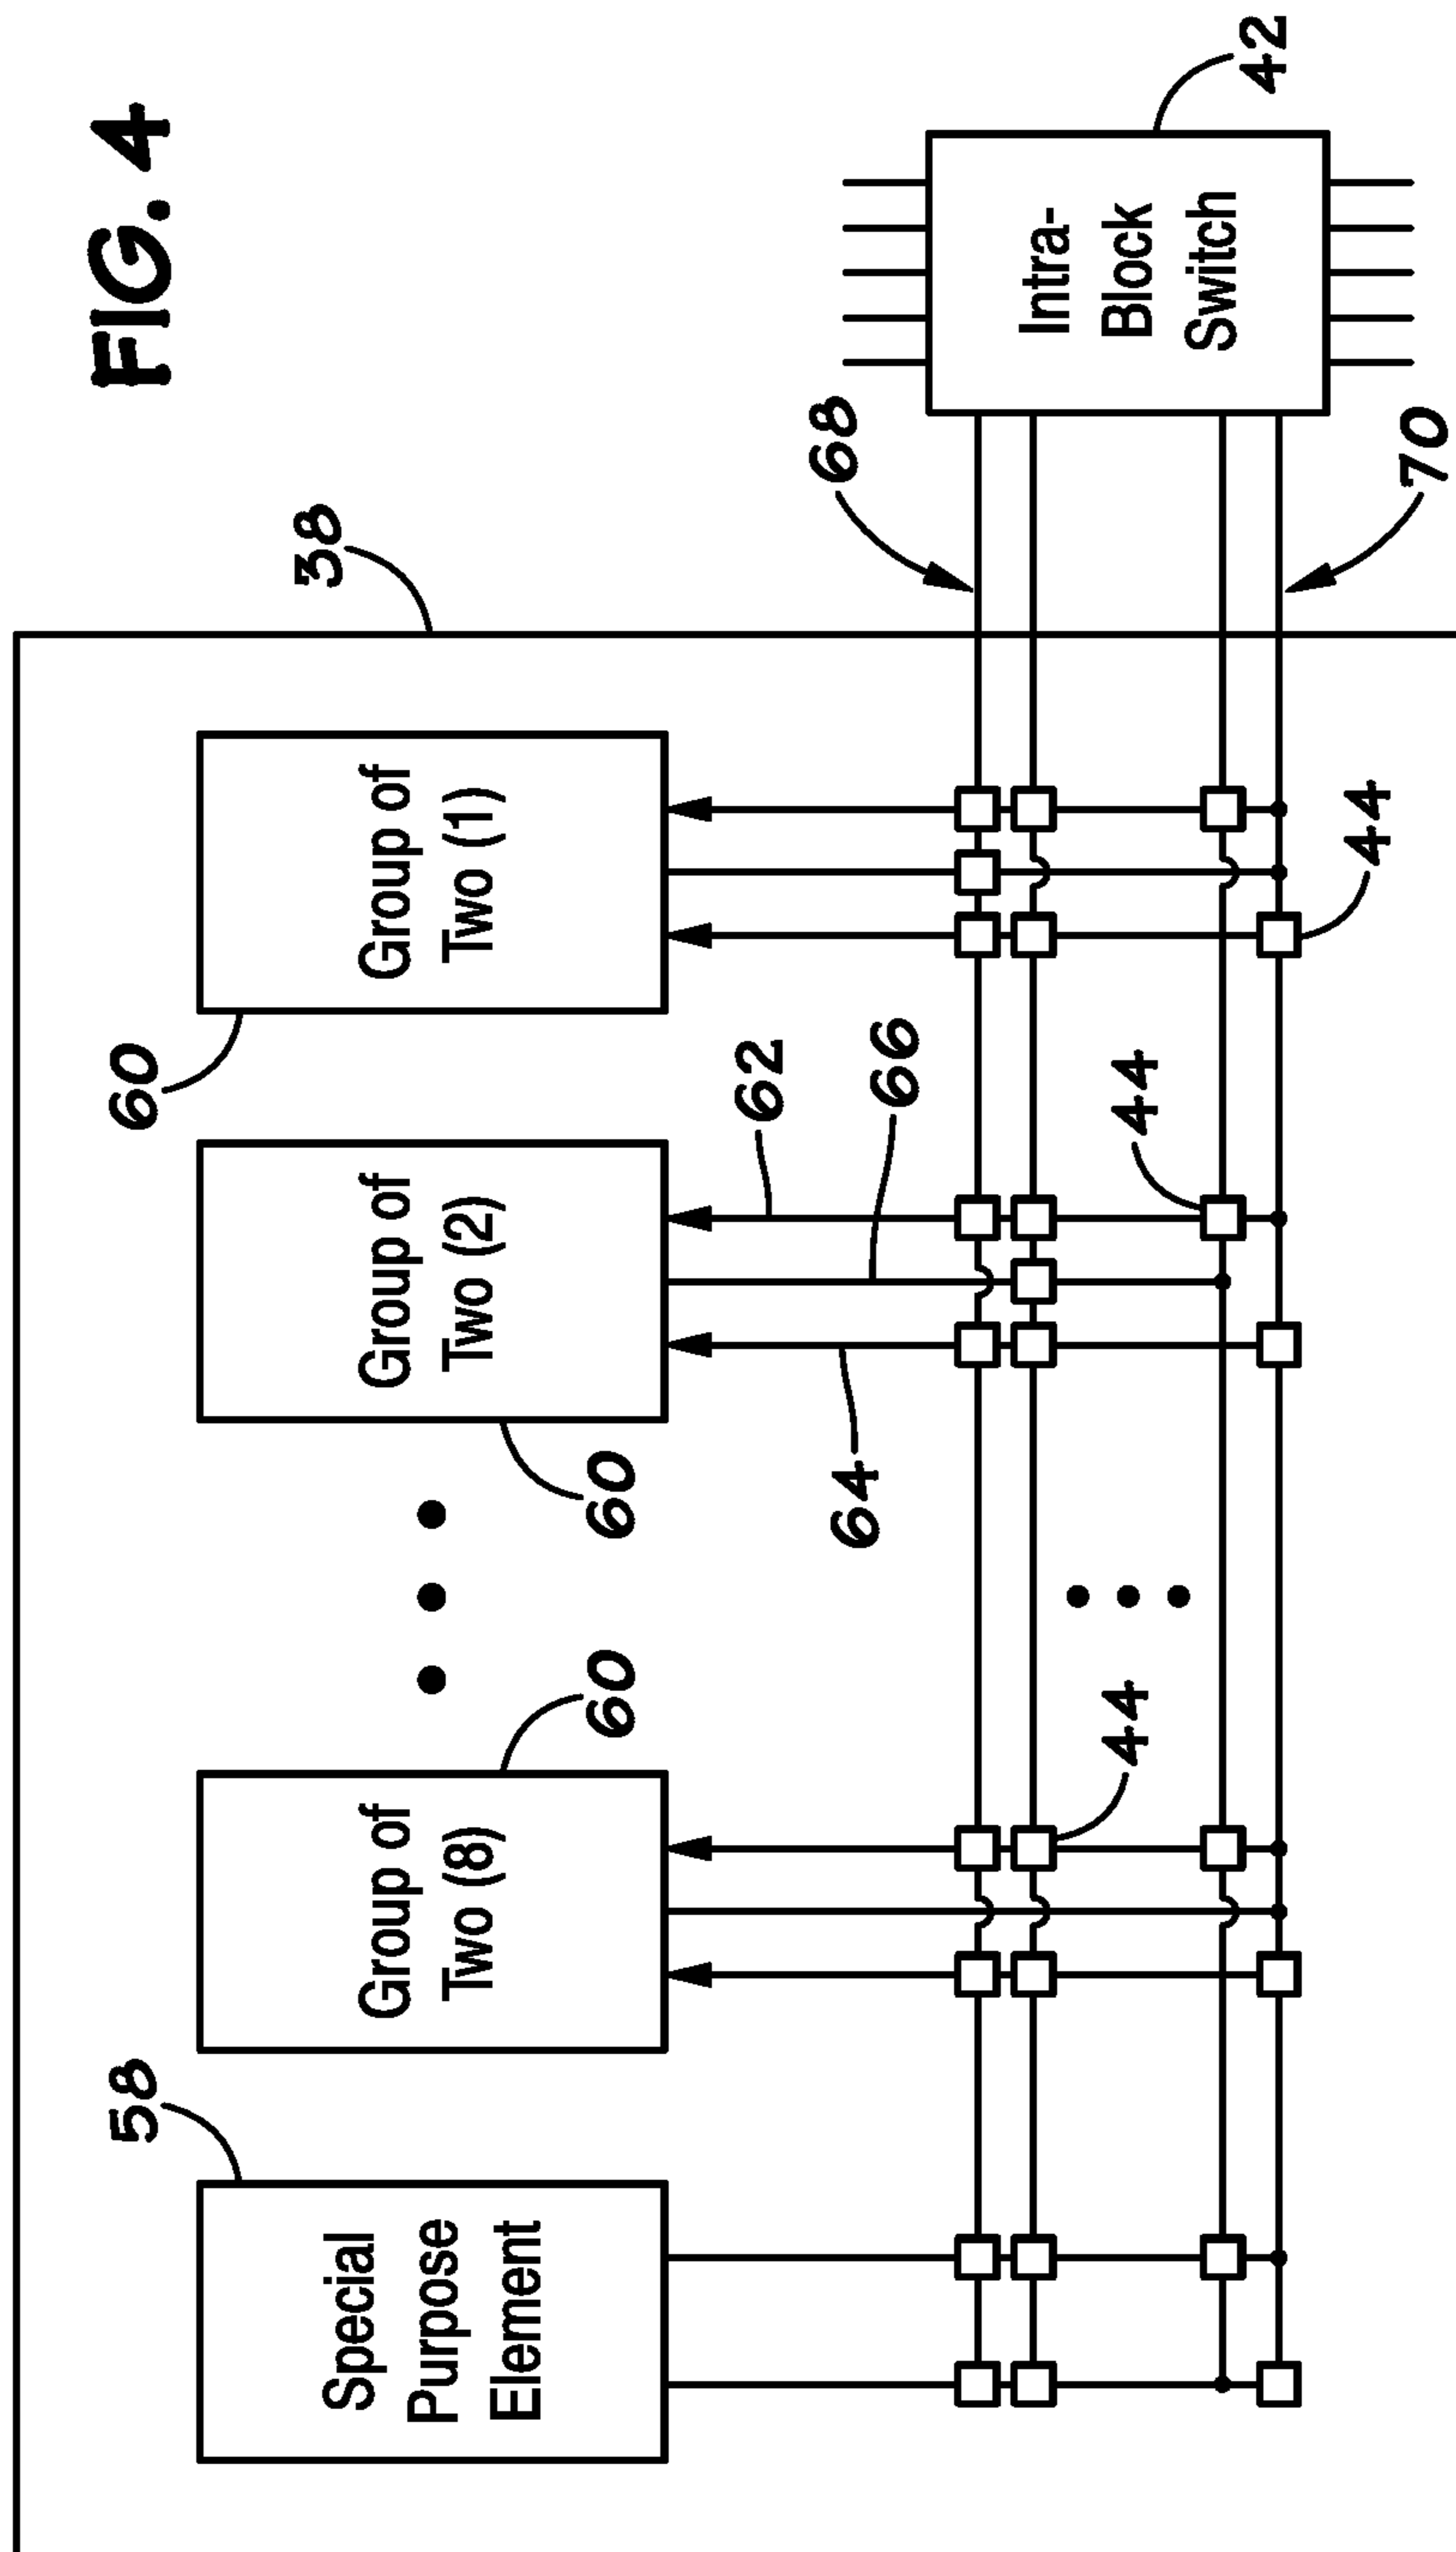 FIG. 4
38
60
60
60
58
Group of
Two (1)
Group of
Two (2)
Group of
Two (8)
Special
Purpose
Element
62
66
64
68
70
44
44
44
42
Intra-
Block
Switch